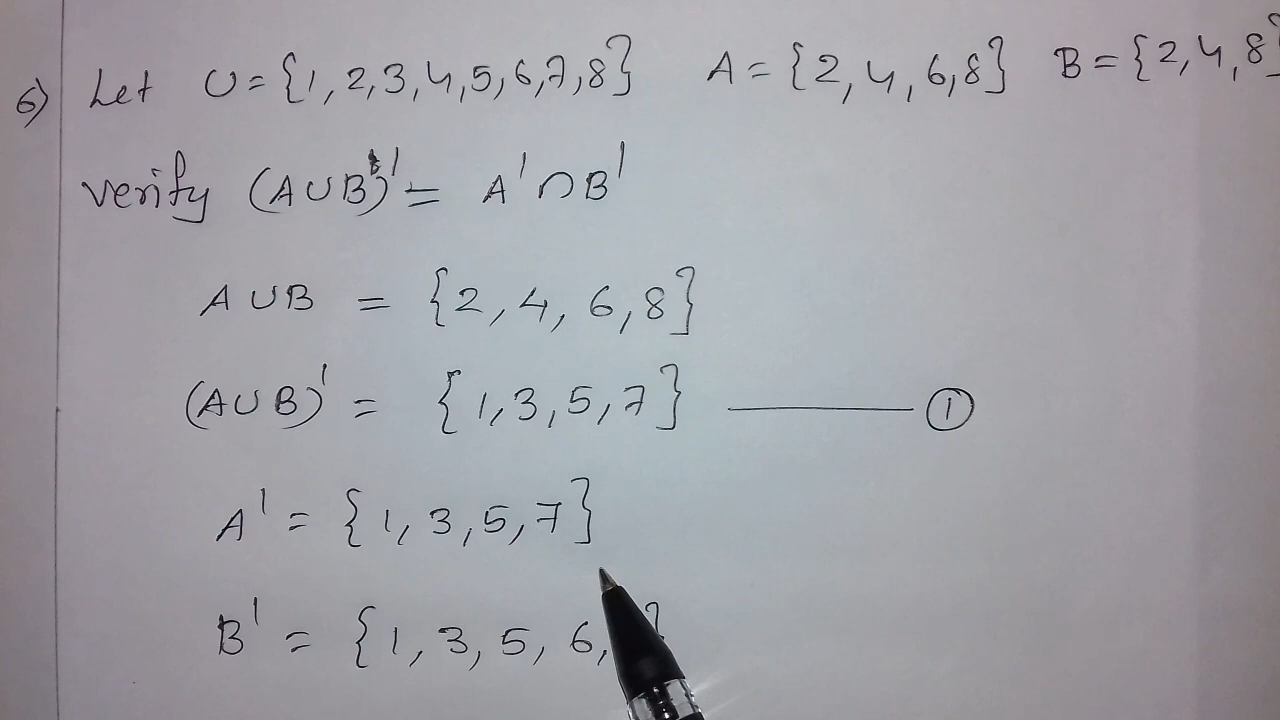 6) Let U={1,2,3,4,5,6,7,8} A={2,4,6,8} B={2,4,8}
verify (A∪B)'= A'∩B'
A∪B = {2,4,6,8}
(A∪B)' = {1,3,5,7} ——— ①
A' = {1,3,5,7}
B' = {1,3,5,6, }